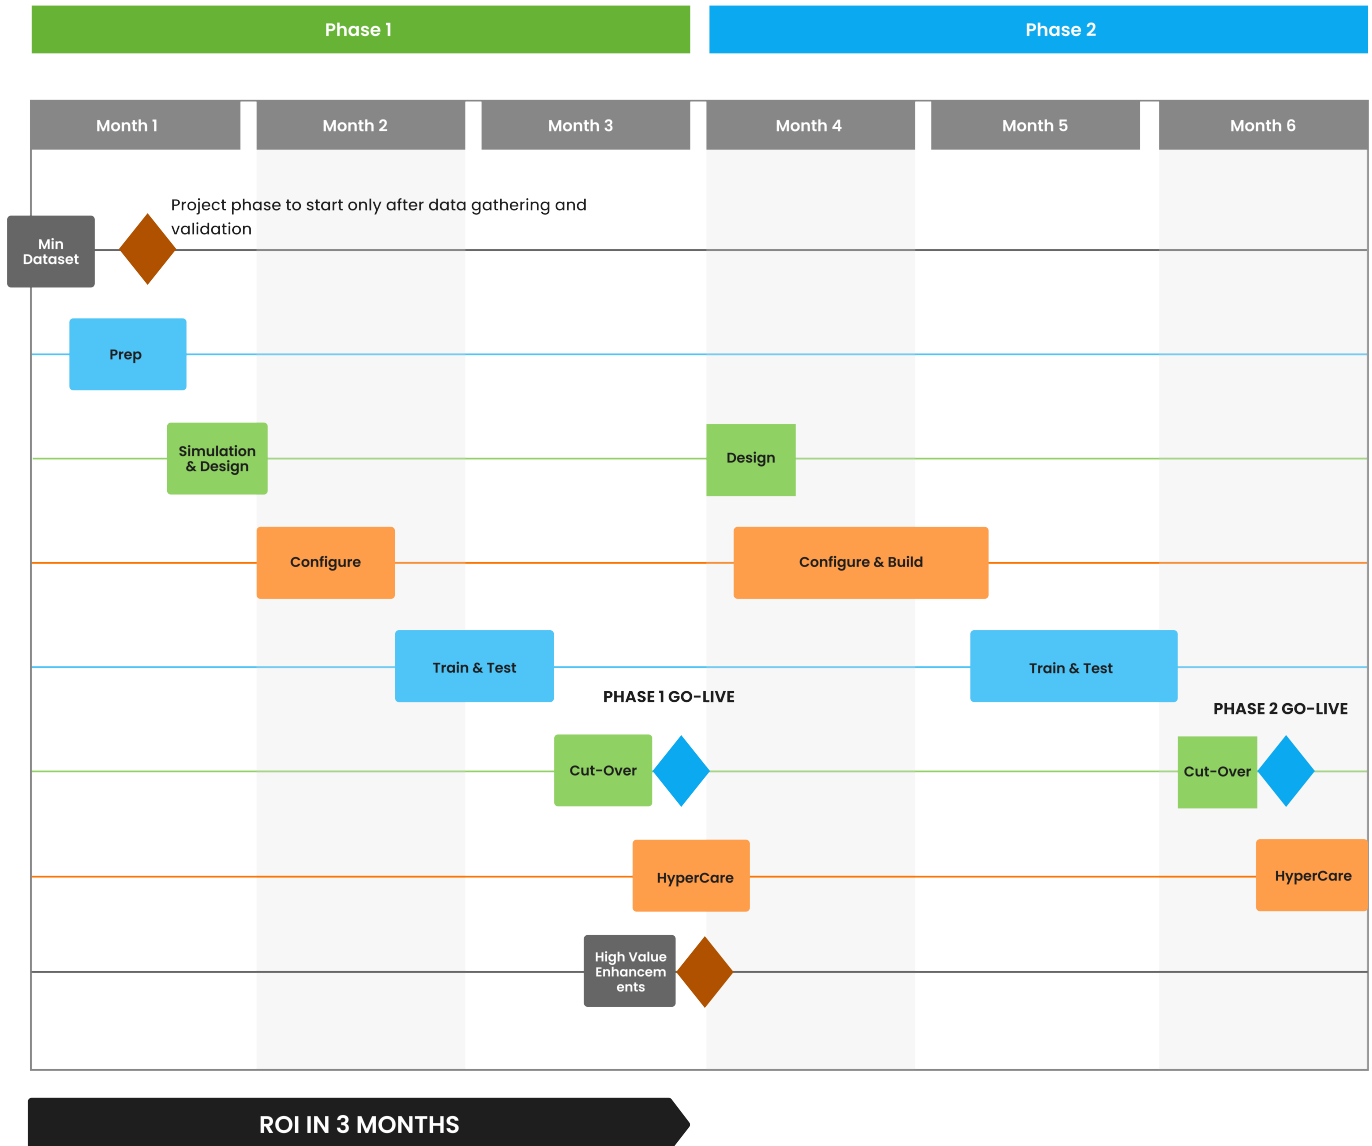 Phase 1
Phase 2
Month 1
Month 2
Month 3
Month 4
Month 5
Month 6
Project phase to start only after data gathering and
validation
Min
Dataset
Prep
Simulation
& Design
Design
Configure
Configure & Build
Train & Test
Train & Test
PHASE 1 GO-LIVE
PHASE 2 GO-LIVE
Cut-Over
Cut-Over
HyperCare
HyperCare
High Value
Enhancem
ents
ROI IN 3 MONTHS